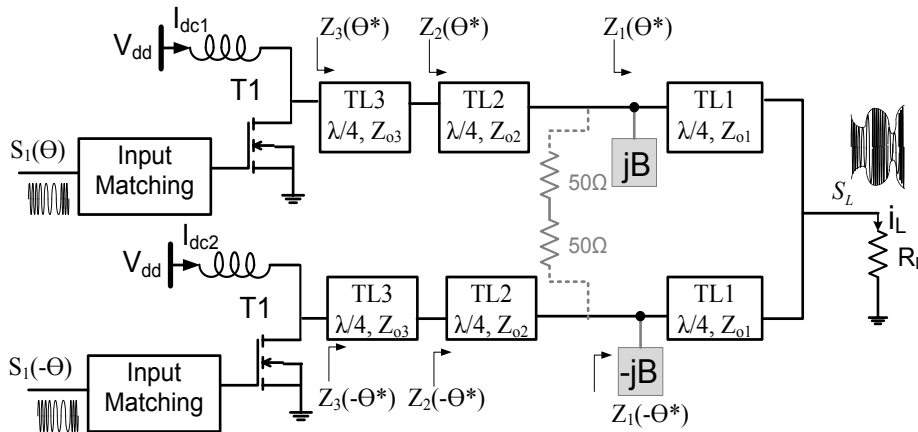 I_dc1
V_dd
T1
S_1(Θ)
Input
Matching
Z_3(Θ*)
Z_2(Θ*)
Z_1(Θ*)
TL3
λ/4, Z_o3
TL2
λ/4, Z_o2
TL1
λ/4, Z_o1
jB
50Ω
50Ω
S_L
i_L
I_dc2
V_dd
T1
S_1(-Θ)
Input
Matching
TL3
λ/4, Z_o3
TL2
λ/4, Z_o2
TL1
λ/4, Z_o1
-jB
Z_3(-Θ*)
Z_2(-Θ*)
Z_1(-Θ*)